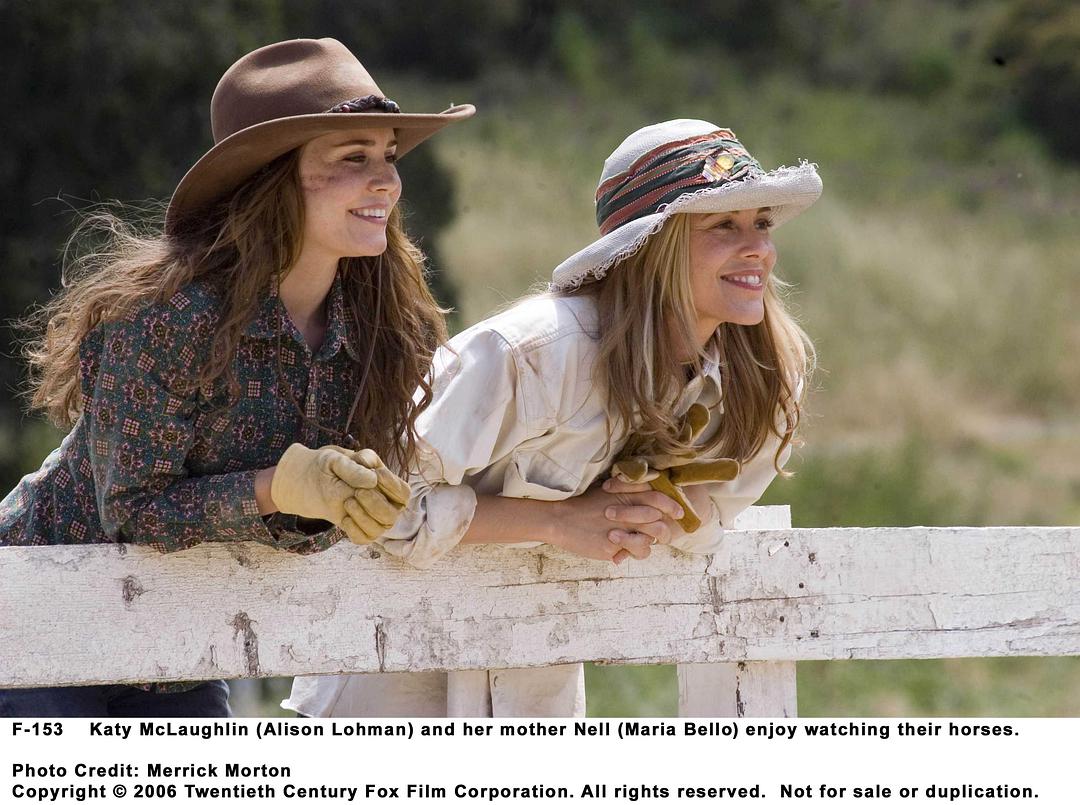 F-153 Katy McLaughlin (Alison Lohman) and her mother Nell (Maria Bello) enjoy watching their horses.
Photo Credit: Merrick Morton
Copyright © 2006 Twentieth Century Fox Film Corporation. All rights reserved. Not for sale or duplication.